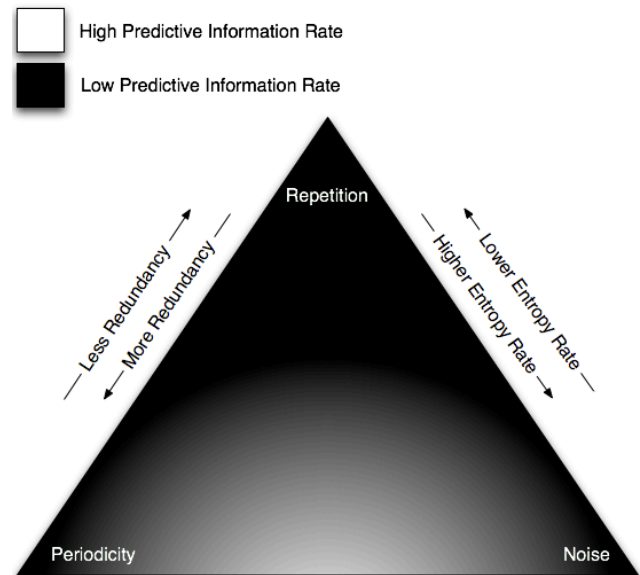 High Predictive Information Rate
Low Predictive Information Rate
Repetition
Less Redundancy
More Redundancy
Higher Entropy Rate
Lower Entropy Rate
Periodicity
Noise